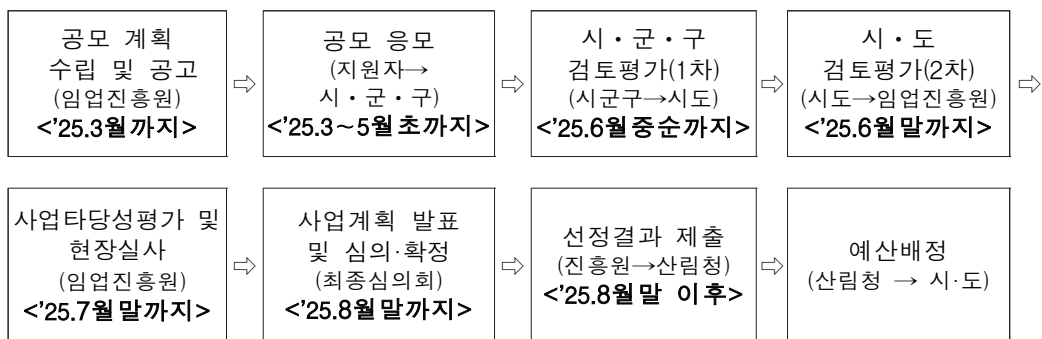 공모 계획
수립 및 공고
(임업진흥원)
<'25.3월까지>
⇨
공모 응모
(지원자→
시・군・구)
<'25.3~5월초까지>
⇨
시・군・구
검토평가(1차)
(시군구→시도)
<'25.6월중순까지>
⇨
시・도
검토평가(2차)
(시도→임업진흥원)
<'25.6월말까지>
⇨
사업타당성평가 및
현장실사
(임업진흥원)
<'25.7월말까지>
⇨
사업계획 발표
및 심의·확정
(최종심의회)
<'25.8월말까지>
⇨
선정결과 제출
(진흥원→산림청)
<'25.8월말 이후>
⇨
예산배정
(산림청 → 시·도)